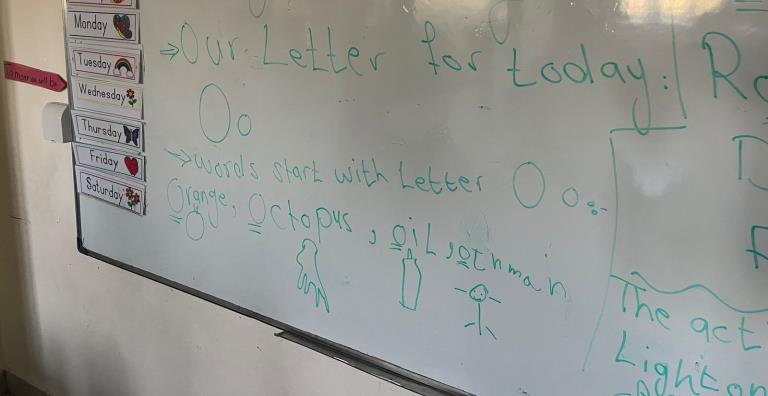 Monday
Tuesday
Wednesday
Thursday
Friday
Saturday
⇒Our Letter for today:
Oo
→words start with Letter Oo:-
Orange, Octopus, oil, othman
The act
Light on